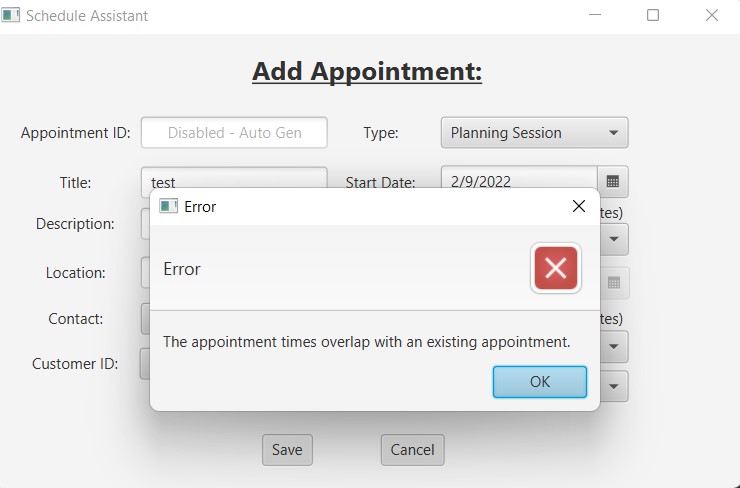 Schedule Assistant
Add Appointment:
Appointment ID: Disabled - Auto Gen Type: Planning Session
Title: test Start Date: 2/9/2022
Error
tes)
Description:
Error
Location:
Contact: tes)
The appointment times overlap with an existing appointment.
Customer ID:
OK
Save Cancel